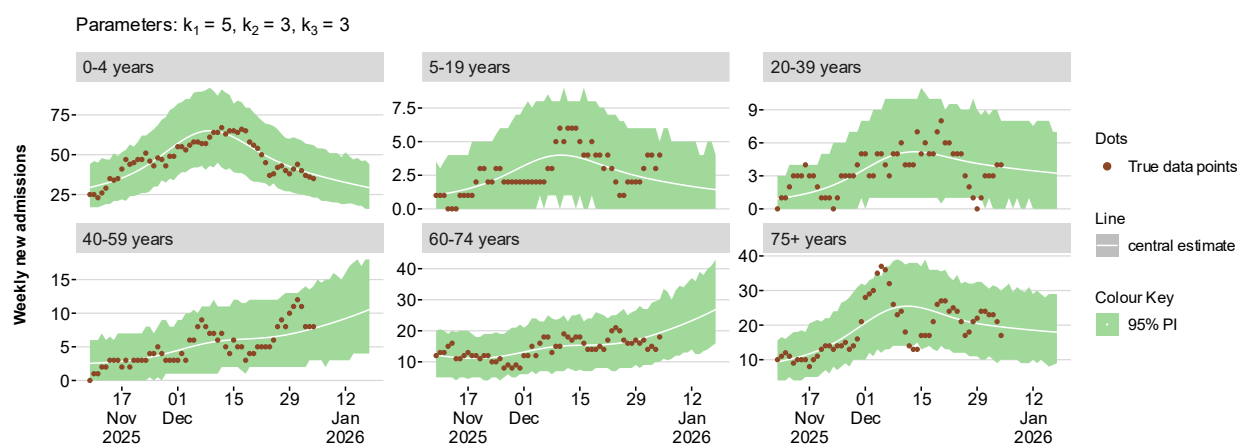 Parameters: k1 = 5, k2 = 3, k3 = 3
0-4 years
5-19 years
20-39 years
75
50
25
7.5
5.0
2.5
0.0
9
6
3
0
Weekly new admissions
40-59 years
60-74 years
75+ years
15
10
5
0
40
30
20
10
40
30
20
10
17 01 15 29 12
Nov Dec Jan
2025 2026
17 01 15 29 12
Nov Dec Jan
2025 2026
17 01 15 29 12
Nov Dec Jan
2025 2026
Dots
True data points
Line
central estimate
Colour Key
95% PI